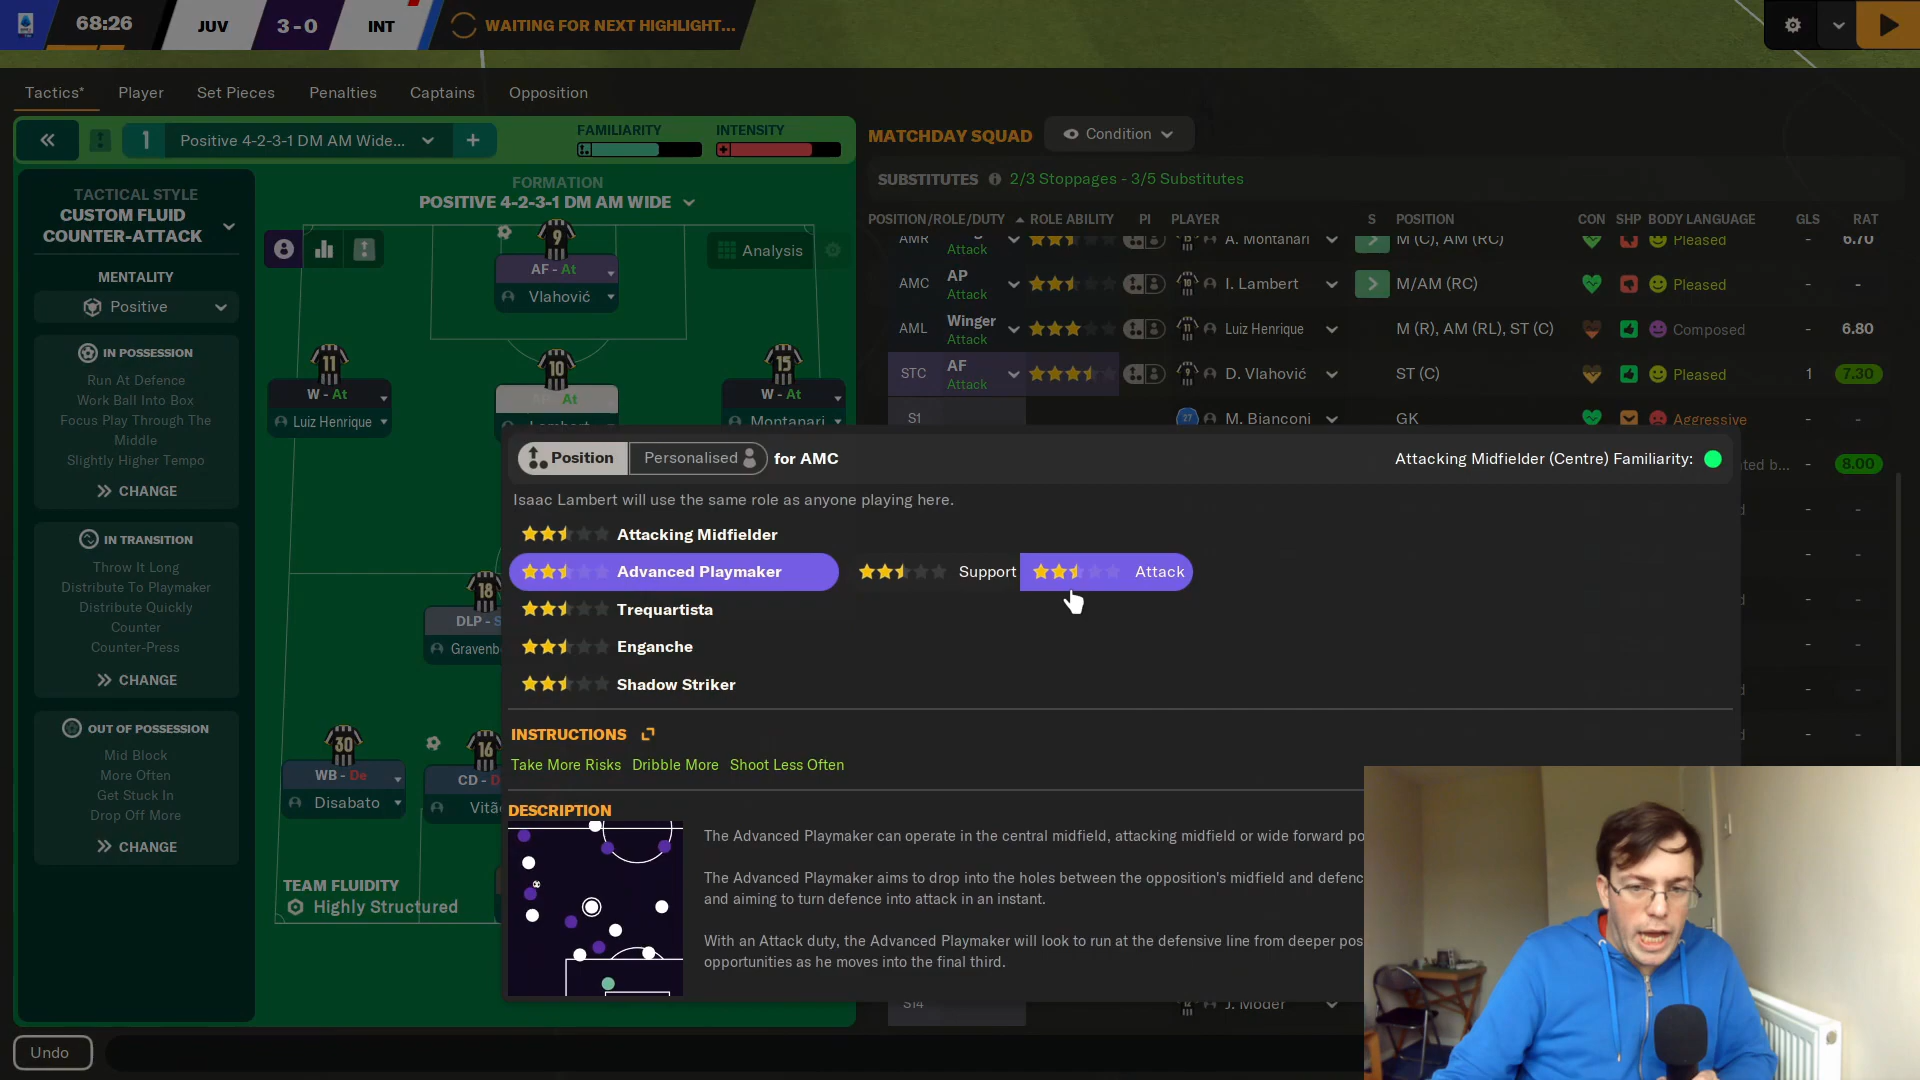 68:26
JUV
3 - 0
INT
WAITING FOR NEXT HIGHLIGHT...
Tactics*
Player
Set Pieces
Penalties
Captains
Opposition
1
Positive 4-2-3-1 DM AM Wide...
FAMILIARITY
INTENSITY
TACTICAL STYLE
CUSTOM FLUID
COUNTER-ATTACK
MENTALITY
Positive
IN POSSESSION
Run At Defence
Work Ball Into Box
Focus Play Through The
Middle
Slightly Higher Tempo
CHANGE
IN TRANSITION
Throw It Long
Distribute To Playmaker
Distribute Quickly
Counter
Counter-Press
CHANGE
OUT OF POSSESSION
Mid Block
More Often
Get Stuck In
Drop Off More
CHANGE
FORMATION
POSITIVE 4-2-3-1 DM AM WIDE
Analysis
9
AF - At
Vlahović
11
W - At
Luiz Henrique
10
At
15
W - At
Montanari
18
DLP - S
Gravenb
30
WB - De
Disabato
16
CD - D
Vitã
TEAM FLUIDITY
Highly Structured
Undo
MATCHDAY SQUAD
Condition
SUBSTITUTES
2/3 Stoppages - 3/5 Substitutes
POSITION/ROLE/DUTY ROLE ABILITY PI PLAYER S POSITION CON SHP BODY LANGUAGE GLS RAT
AMR Attack A. Montanari M (C), AM (RC) Pleased - 6.70
AMC AP Attack I. Lambert M/AM (RC) Pleased - -
AML Winger Attack Luiz Henrique M (R), AM (RL), ST (C) Composed - 6.80
STC AF Attack D. Vlahović ST (C) Pleased 1 7.30
S1 M. Bianconi GK Aggressive - -
ted b... - 8.00
S14 J. Moder
Position
Personalised
for AMC
Attacking Midfielder (Centre) Familiarity:
Isaac Lambert will use the same role as anyone playing here.
Attacking Midfielder
Advanced Playmaker
Support
Attack
Trequartista
Enganche
Shadow Striker
INSTRUCTIONS
Take More Risks Dribble More Shoot Less Often
DESCRIPTION
The Advanced Playmaker can operate in the central midfield, attacking midfield or wide forward po
The Advanced Playmaker aims to drop into the holes between the opposition's midfield and defenc
and aiming to turn defence into attack in an instant.
With an Attack duty, the Advanced Playmaker will look to run at the defensive line from deeper pos
opportunities as he moves into the final third.